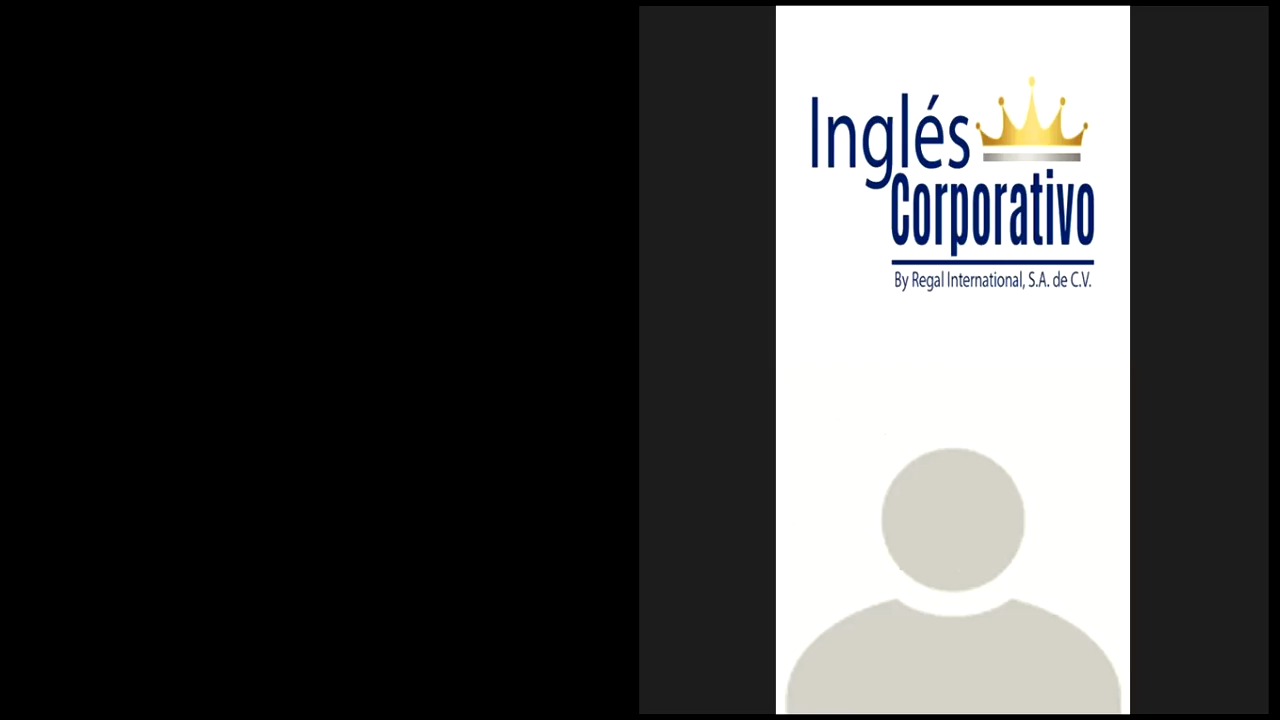 Inglés
Corporativo
By Regal International, S.A. de C.V.